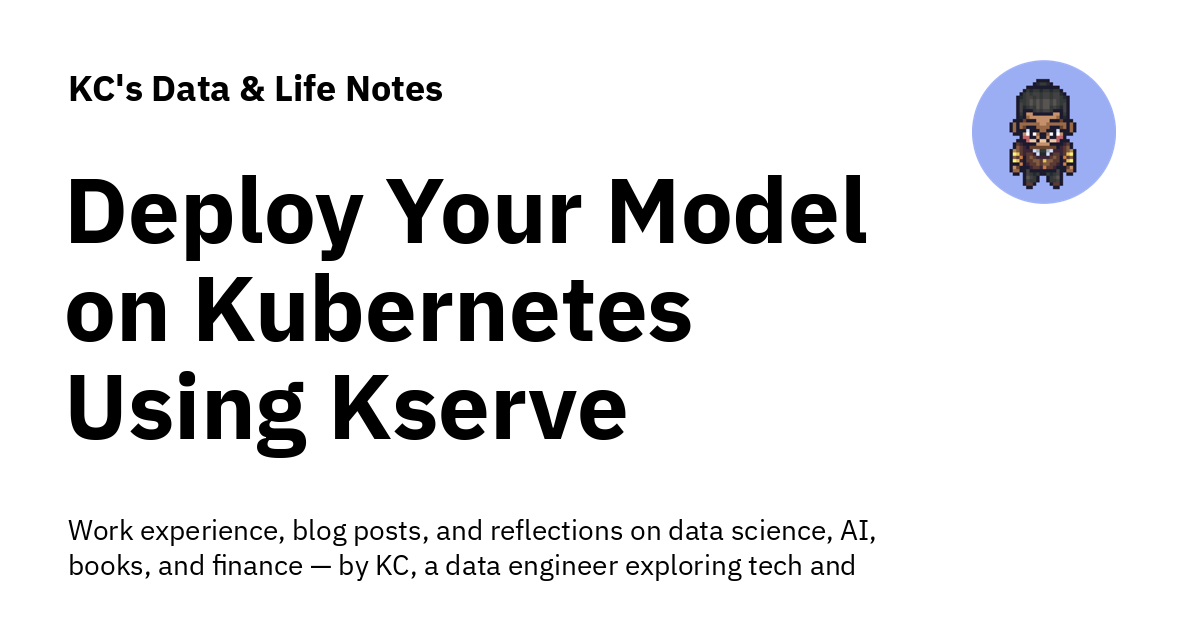 KC's Data & Life Notes
Deploy Your Model
on Kubernetes
Using Kserve
Work experience, blog posts, and reflections on data science, AI,
books, and finance — by KC, a data engineer exploring tech and